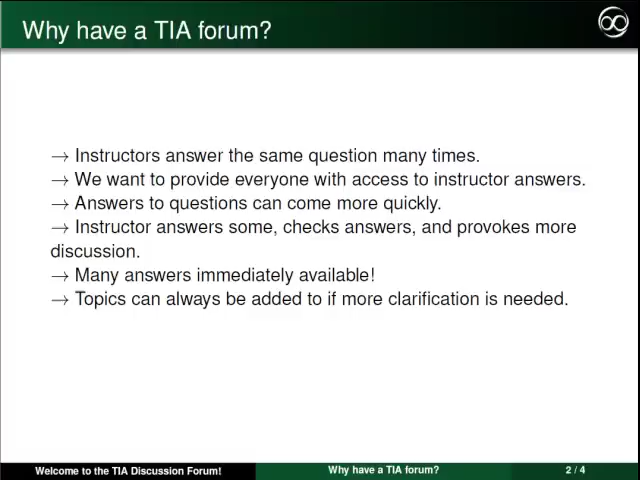 Why have a TIA forum?
→ Instructors answer the same question many times.
→ We want to provide everyone with access to instructor answers.
→ Answers to questions can come more quickly.
→ Instructor answers some, checks answers, and provokes more
discussion.
→ Many answers immediately available!
→ Topics can always be added to if more clarification is needed.
Welcome to the TIA Discussion Forum! Why have a TIA forum? 2 / 4